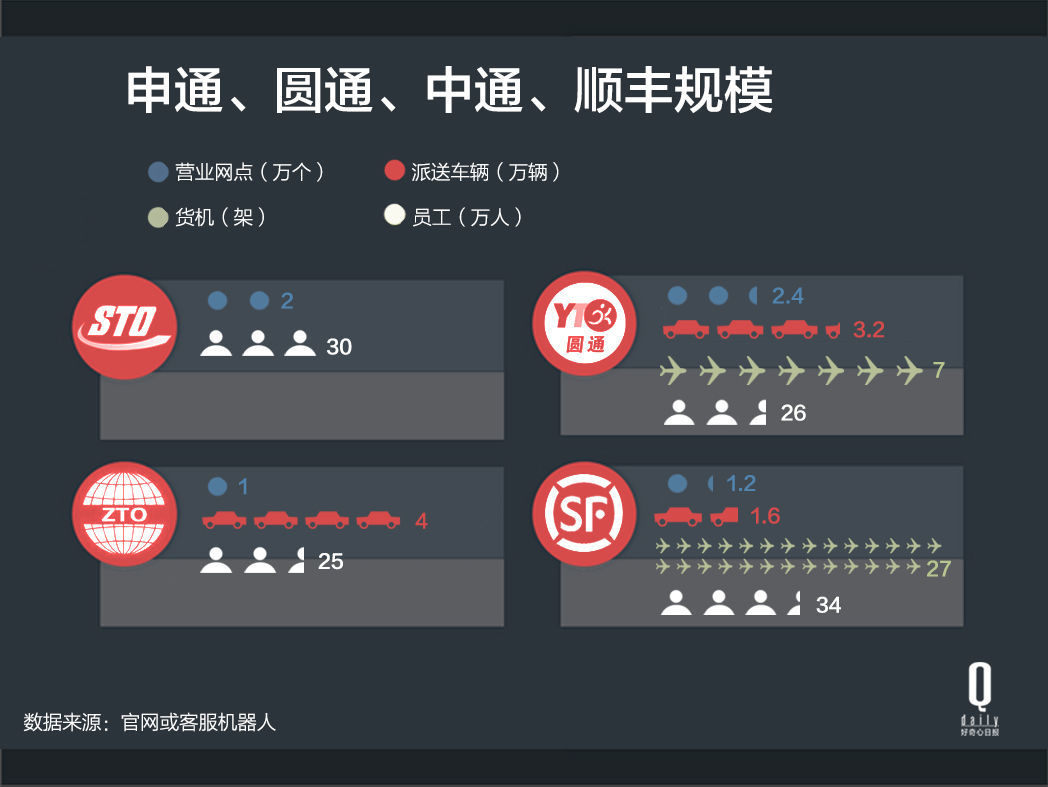 申通、圆通、中通、顺丰规模
营业网点（万个）
派送车辆（万辆）
货机（架）
员工（万人）
STO
2
30
YTO
圆通
2.4
3.2
7
26
ZTO
1
4
25
SF
1.2
1.6
27
34
数据来源：官网或客服机器人
Q
daily
好奇心日报